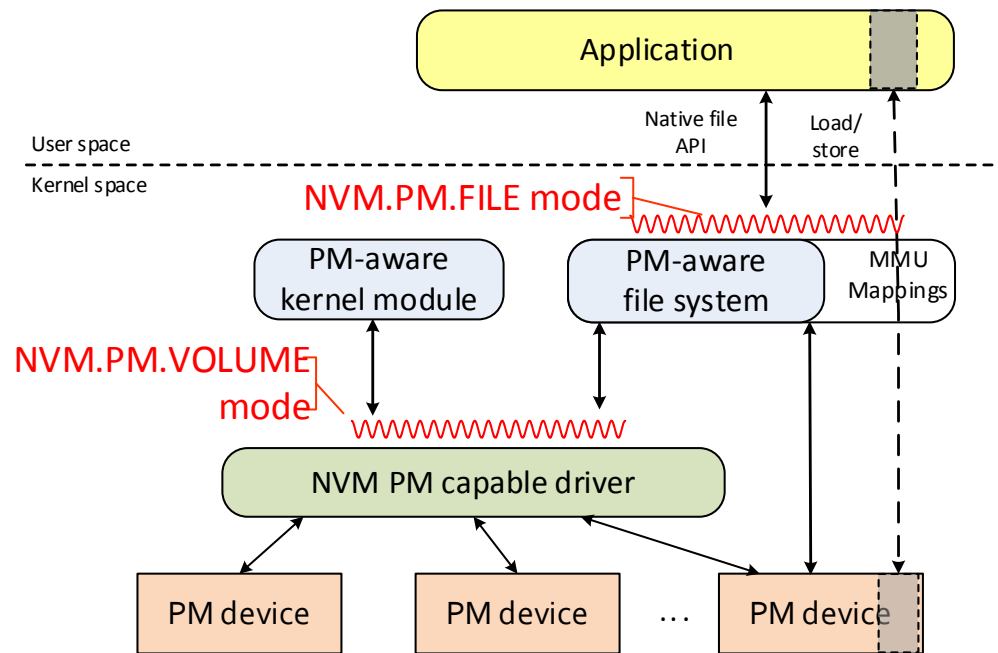 Application
Native file
API
Load/
store
User space
Kernel space
NVM.PM.FILE mode
PM-aware
kernel module
PM-aware
file system
MMU
Mappings
NVM.PM.VOLUME
mode
NVM PM capable driver
PM device
PM device
...
PM device